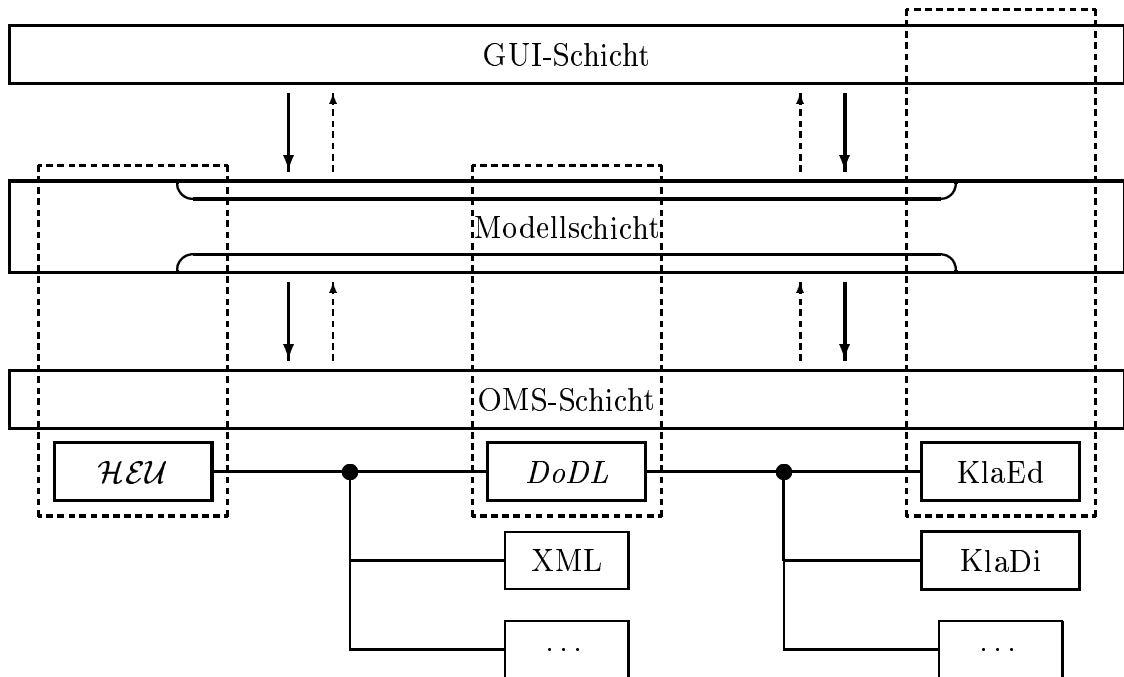 GUI-Schicht
Modellschicht
OMS-Schicht
HEU DoDL KlaEd
XML KlaDi
... ...